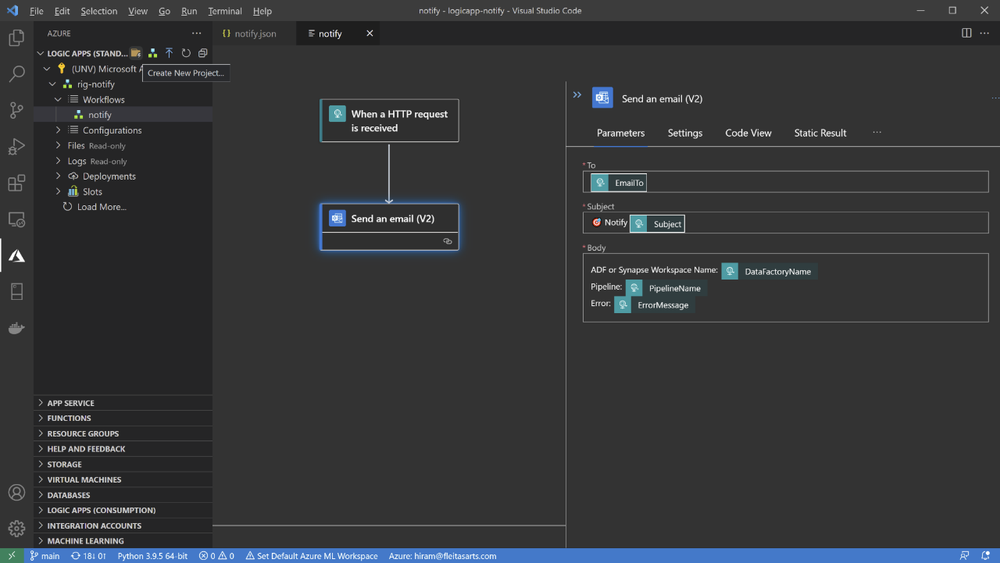 File Edit Selection View Go Run Terminal Help
notify - logicapp-notify - Visual Studio Code
AZURE
notify.json
notify
LOGIC APPS (STAND...
(UNV) Microsoft A
Create New Project...
rig-notify
Workflows
notify
Configurations
Files Read-only
Logs Read-only
Deployments
Slots
Load More...
APP SERVICE
FUNCTIONS
RESOURCE GROUPS
HELP AND FEEDBACK
STORAGE
VIRTUAL MACHINES
DATABASES
LOGIC APPS (CONSUMPTION)
INTEGRATION ACCOUNTS
MACHINE LEARNING
When a HTTP request
is received
Send an email (V2)
Send an email (V2)
Parameters Settings Code View Static Result
* To
EmailTo
* Subject
Notify Subject
* Body
ADF or Synapse Workspace Name: DataFactoryName
Pipeline: PipelineName
Error: ErrorMessage
main 18↓ 0↑ Python 3.9.5 64-bit 0 0 Set Default Azure ML Workspace Azure: hiram@fleitasarts.com